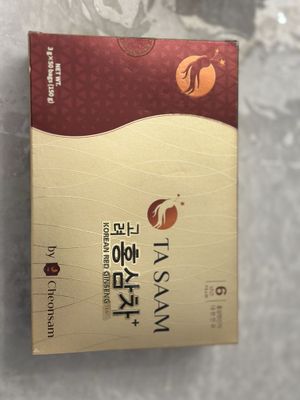 NET WT.
3 g × 50 bags (150 g)
TA SAAM
고려
홍삼차+
KOREAN RED GINSENG TEA
by Cheonsam
6